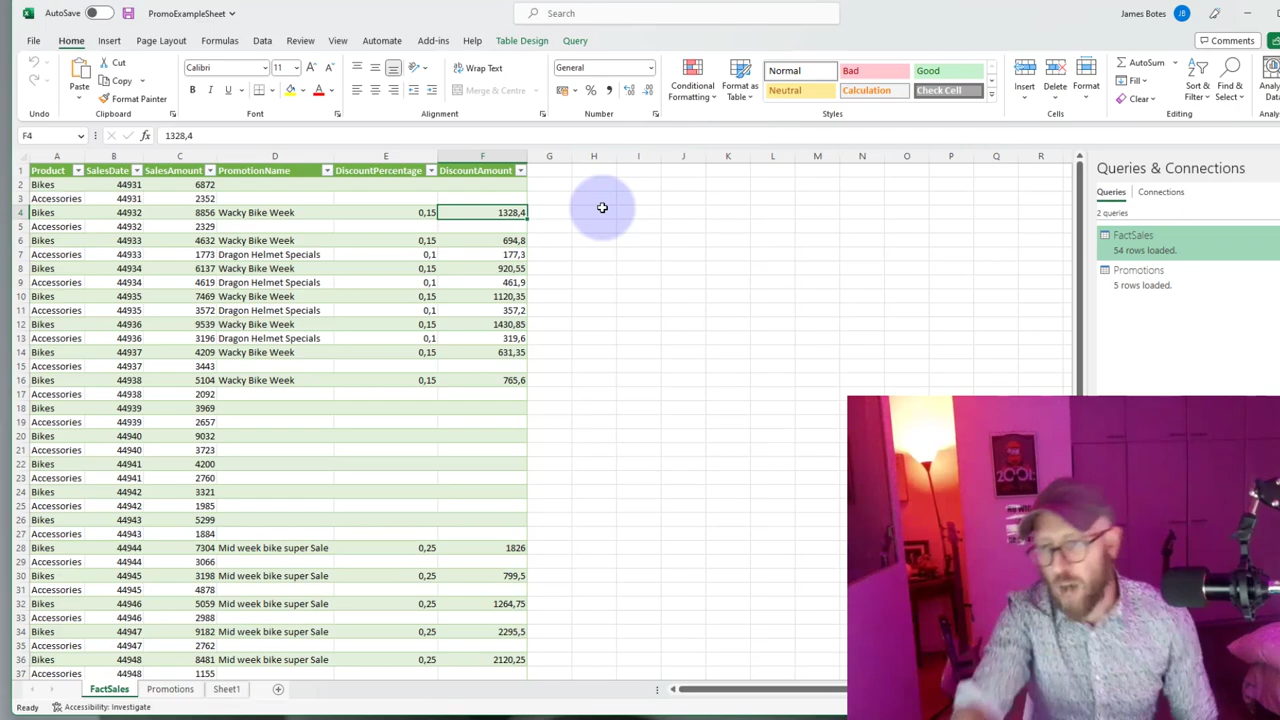 AutoSave PromoExampleSheet Search James Botes JB
File Home Insert Page Layout Formulas Data Review View Automate Add-ins Help Table Design Query Comments
Paste Cut Copy Format Painter Calibri 11 B I U Wrap Text Merge & Centre General Conditional Formatting Format as Table Normal Bad Good Neutral Calculation Check Cell Insert Delete Format AutoSum Fill Clear Sort & Filter Find & Select
Undo Clipboard Font Alignment Number Styles Cells Editing
F4 fx 1328,4
A B C D E F G H I J K L M N O P Q R
1 Product SalesDate SalesAmount PromotionName DiscountPercentage DiscountAmount
2 Bikes 44931 6872
3 Accessories 44931 2352
4 Bikes 44932 8856 Wacky Bike Week 0,15 1328,4
5 Accessories 44932 2329
6 Bikes 44933 4632 Wacky Bike Week 0,15 694,8
7 Accessories 44933 1773 Dragon Helmet Specials 0,1 177,3
8 Bikes 44934 6137 Wacky Bike Week 0,15 920,55
9 Accessories 44934 4619 Dragon Helmet Specials 0,1 461,9
10 Bikes 44935 7469 Wacky Bike Week 0,15 1120,35
11 Accessories 44935 3572 Dragon Helmet Specials 0,1 357,2
12 Bikes 44936 9539 Wacky Bike Week 0,15 1430,85
13 Accessories 44936 3196 Dragon Helmet Specials 0,1 319,6
14 Bikes 44937 4209 Wacky Bike Week 0,15 631,35
15 Accessories 44937 3443
16 Bikes 44938 5104 Wacky Bike Week 0,15 765,6
17 Accessories 44938 2092
18 Bikes 44939 3969
19 Accessories 44939 2657
20 Bikes 44940 9032
21 Accessories 44940 3723
22 Bikes 44941 4200
23 Accessories 44941 2760
24 Bikes 44942 3321
25 Accessories 44942 1985
26 Bikes 44943 5299
27 Accessories 44943 1884
28 Bikes 44944 7304 Mid week bike super Sale 0,25 1826
29 Accessories 44944 3066
30 Bikes 44945 3198 Mid week bike super Sale 0,25 799,5
31 Accessories 44945 4878
32 Bikes 44946 5059 Mid week bike super Sale 0,25 1264,75
33 Accessories 44946 2988
34 Bikes 44947 9182 Mid week bike super Sale 0,25 2295,5
35 Accessories 44947 2762
36 Bikes 44948 8481 Mid week bike super Sale 0,25 2120,25
37 Accessories 44948 1155
Queries & Connections
Queries Connections
2 queries
FactSales
54 rows loaded.
Promotions
5 rows loaded.
FactSales Promotions Sheet1
Ready Accessibility: Investigate